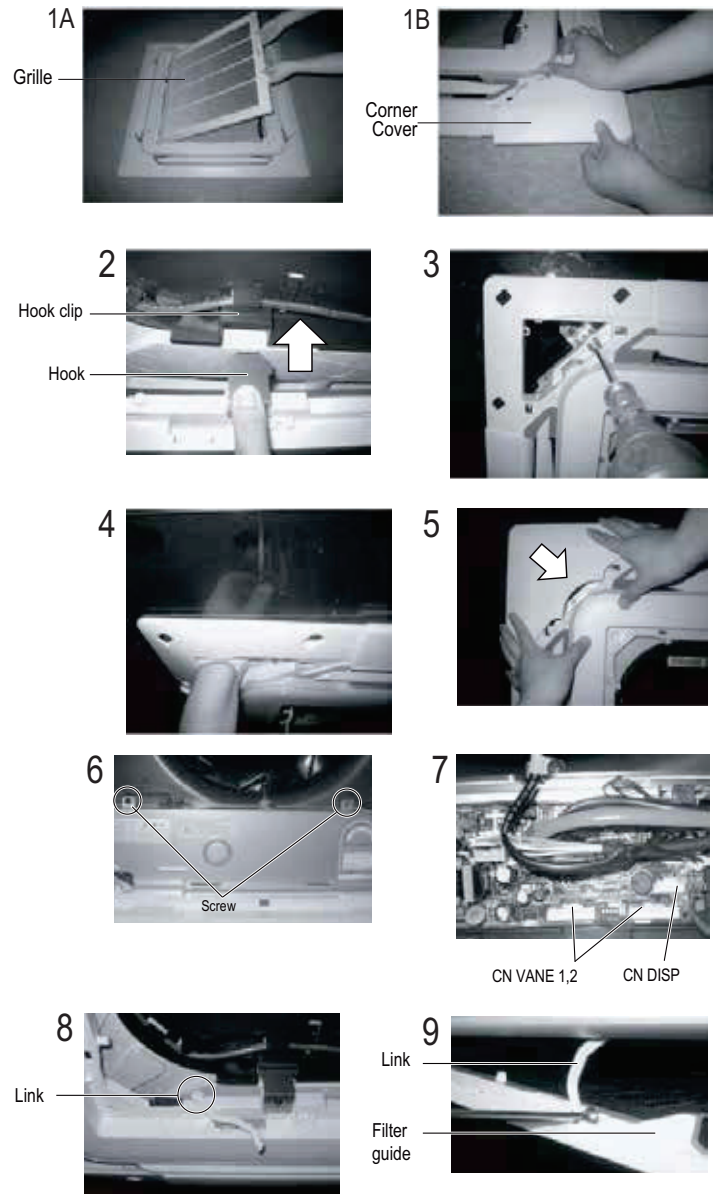 1A
1B
Grille
Corner
Cover
2
3
Hook clip
Hook
4
5
6
7
Screw
CN VANE 1,2
CN DISP
8
9
Link
Link
Filter
guide